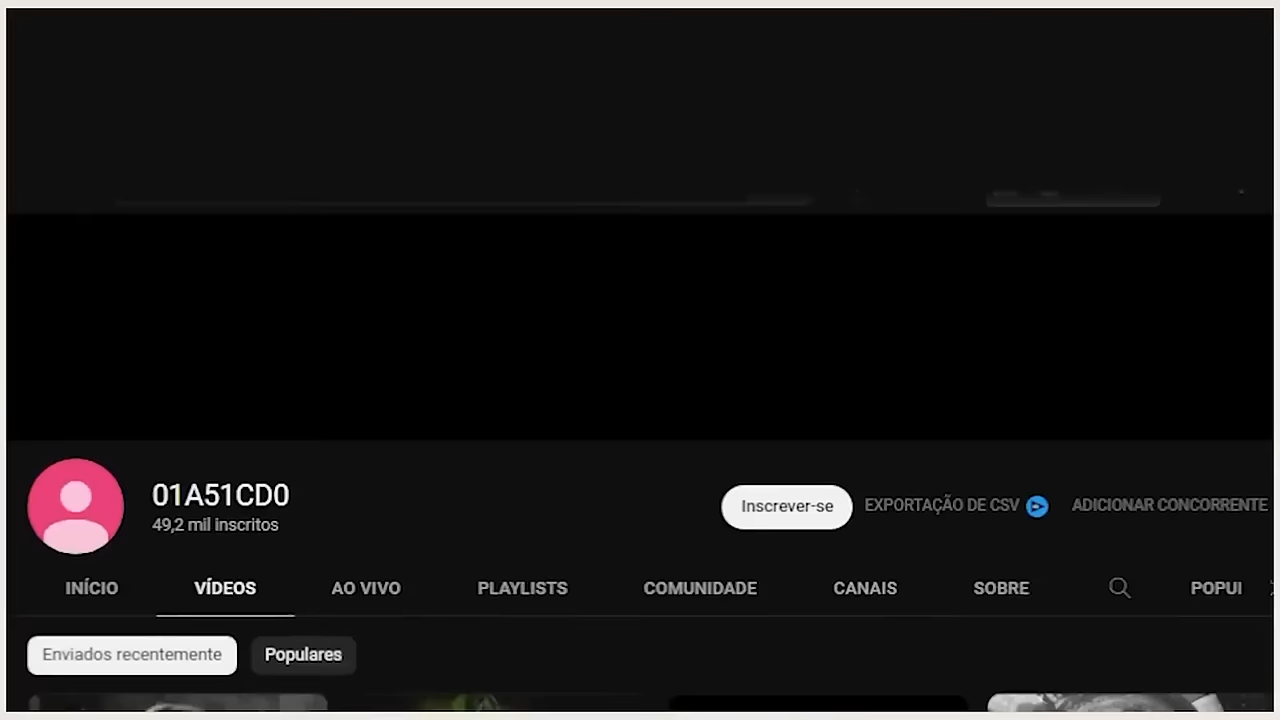 01A51CD0
49,2 mil inscritos
Inscrever-se EXPORTAÇÃO DE CSV ADICIONAR CONCORRENTE
INÍCIO VÍDEOS AO VIVO PLAYLISTS COMUNIDADE CANAIS SOBRE POPUI
Enviados recentemente Populares